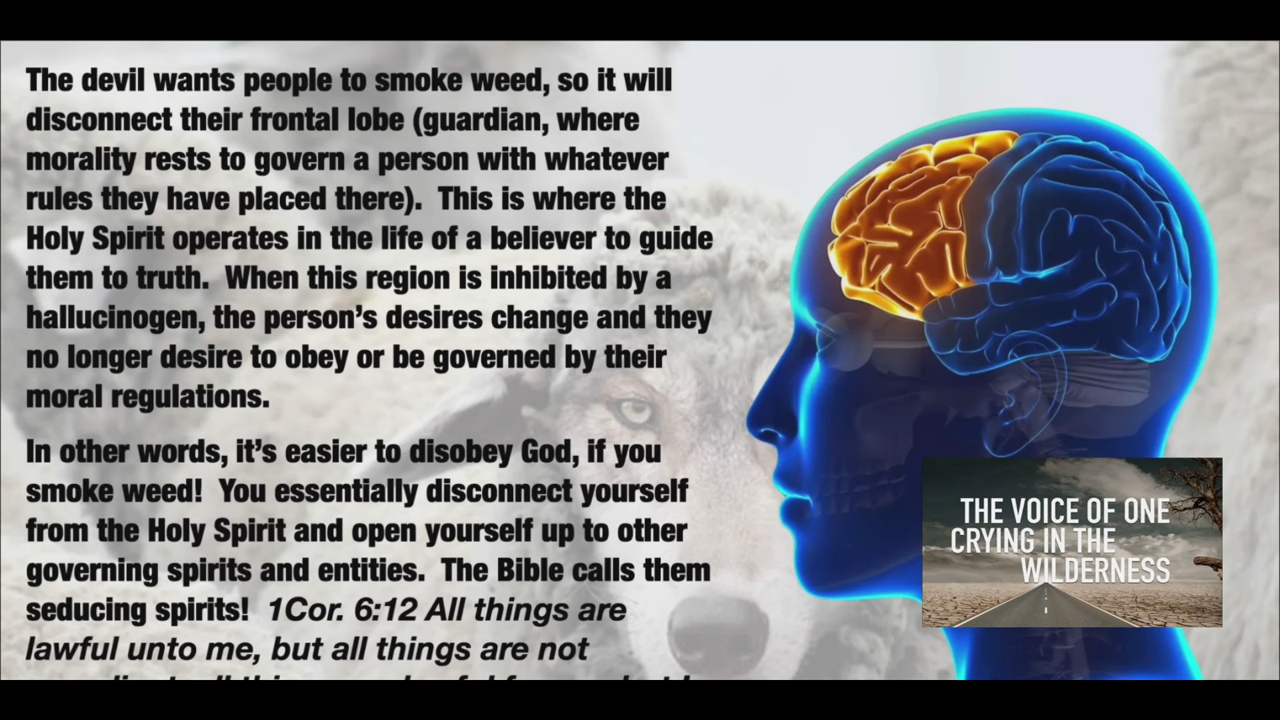 The devil wants people to smoke weed, so it will
disconnect their frontal lobe (guardian, where
morality rests to govern a person with whatever
rules they have placed there).  This is where the
Holy Spirit operates in the life of a believer to guide
them to truth.  When this region is inhibited by a
hallucinogen, the person's desires change and they
no longer desire to obey or be governed by their
moral regulations.
In other words, it's easier to disobey God, if you
smoke weed!  You essentially disconnect yourself
from the Holy Spirit and open yourself up to other
governing spirits and entities.  The Bible calls them
seducing spirits!  1Cor. 6:12 All things are
lawful unto me, but all things are not
THE VOICE OF ONE
CRYING IN THE
WILDERNESS